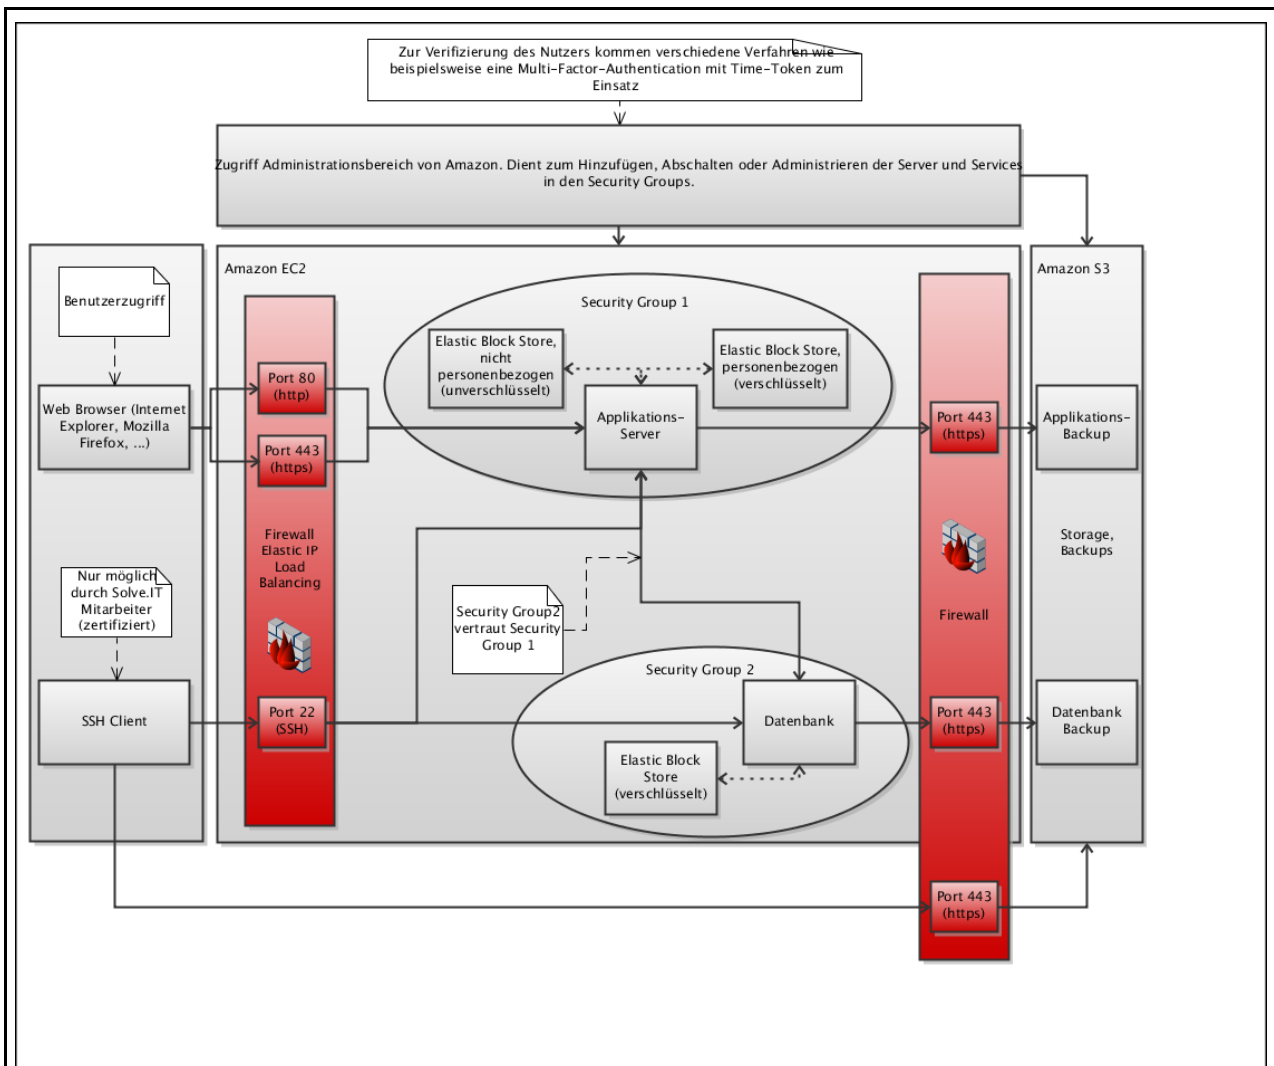 Zur Verifizierung des Nutzers kommen verschiedene Verfahren wie
beispielsweise eine Multi-Factor-Authentication mit Time-Token zum
Einsatz
Zugriff Administrationsbereich von Amazon. Dient zum Hinzufügen, Abschalten oder Administrieren der Server und Services
in den Security Groups.
Benutzerzugriff
Web Browser (Internet
Explorer, Mozilla
Firefox, ...)
Nur möglich
durch Solve.IT
Mitarbeiter
(zertifiziert)
SSH Client
Amazon EC2
Port 80
(http)
Port 443
(https)
Firewall
Elastic IP
Load
Balancing
Port 22
(SSH)
Security Group 1
Elastic Block Store,
nicht
personenbezogen
(unverschlüsselt)
Elastic Block Store,
personenbezogen
(verschlüsselt)
Applikations-
Server
Security Group2
vertraut Security
Group 1
Security Group 2
Datenbank
Elastic Block
Store
(verschlüsselt)
Port 443
(https)
Firewall
Port 443
(https)
Port 443
(https)
Amazon S3
Applikations-
Backup
Storage,
Backups
Datenbank
Backup